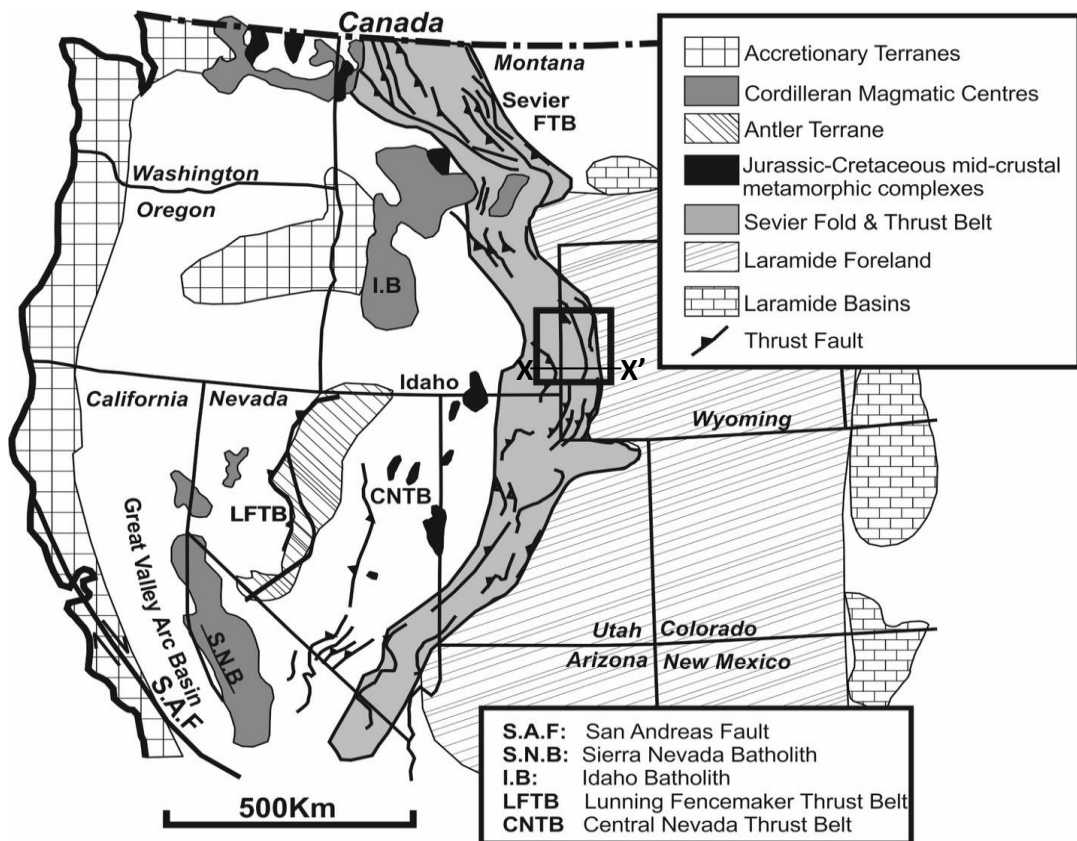 Canada
Montana
Sevier
FTB
Washington
Oregon
I.B
X
X'
Idaho
California
Nevada
Wyoming
CNTB
LFTB
Great Valley Arc Basin
S.N.B
S.A.F
Utah
Colorado
Arizona
New Mexico
500Km
Accretionary Terranes
Cordilleran Magmatic Centres
Antler Terrane
Jurassic-Cretaceous mid-crustal
metamorphic complexes
Sevier Fold & Thrust Belt
Laramide Foreland
Laramide Basins
Thrust Fault
S.A.F: San Andreas Fault
S.N.B: Sierra Nevada Batholith
I.B: Idaho Batholith
LFTB Lunning Fencemaker Thrust Belt
CNTB Central Nevada Thrust Belt